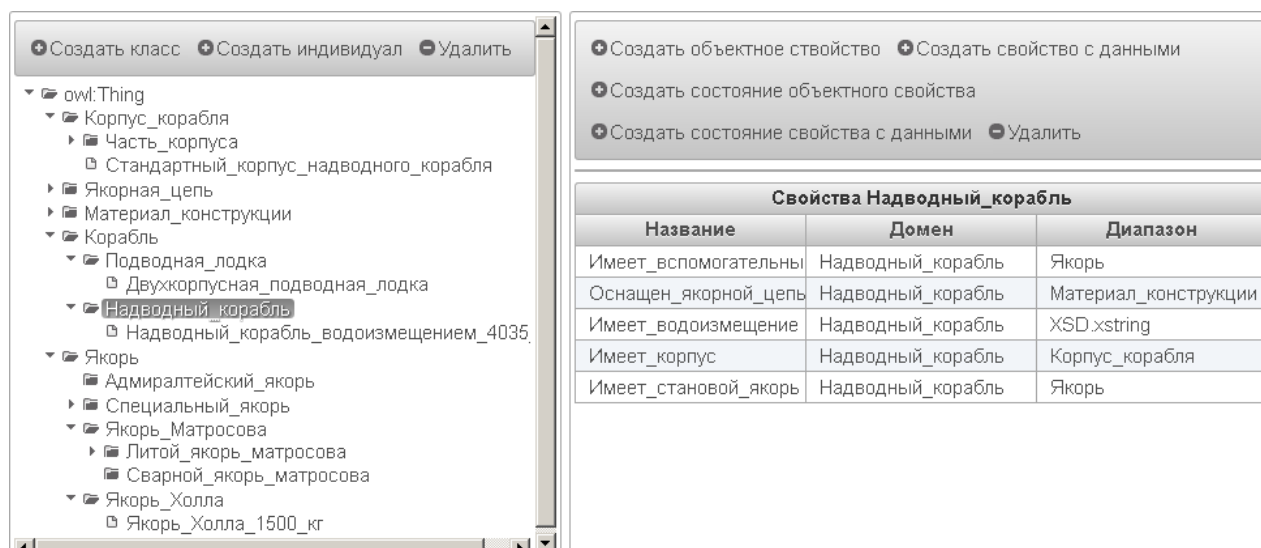 Создать класс Создать индивидуал Удалить
owl:Thing
Корпус_корабля
Часть_корпуса
Стандартный_корпус_надводного_корабля
Якорная_цепь
Материал_конструкции
Корабль
Подводная_лодка
Двухкорпусная_подводная_лодка
Надводный_корабль
Надводный_корабль_водоизмещением_4035_
Якорь
Адмиралтейский_якорь
Специальный_якорь
Якорь_Матросова
Литой_якорь_матросова
Сварной_якорь_матросова
Якорь_Холла
Якорь_Холла_1500_кг
Создать объектное ствойство Создать свойство с данными
Создать состояние объектного свойства
Создать состояние свойства с данными Удалить
Свойства Надводный_корабль
Название Домен Диапазон
Имеет_вспомогательны Надводный_корабль Якорь
Оснащен_якорной_цепь Надводный_корабль Материал_конструкции
Имеет_водоизмещение Надводный_корабль XSD.xstring
Имеет_корпус Надводный_корабль Корпус_корабля
Имеет_становой_якорь Надводный_корабль Якорь